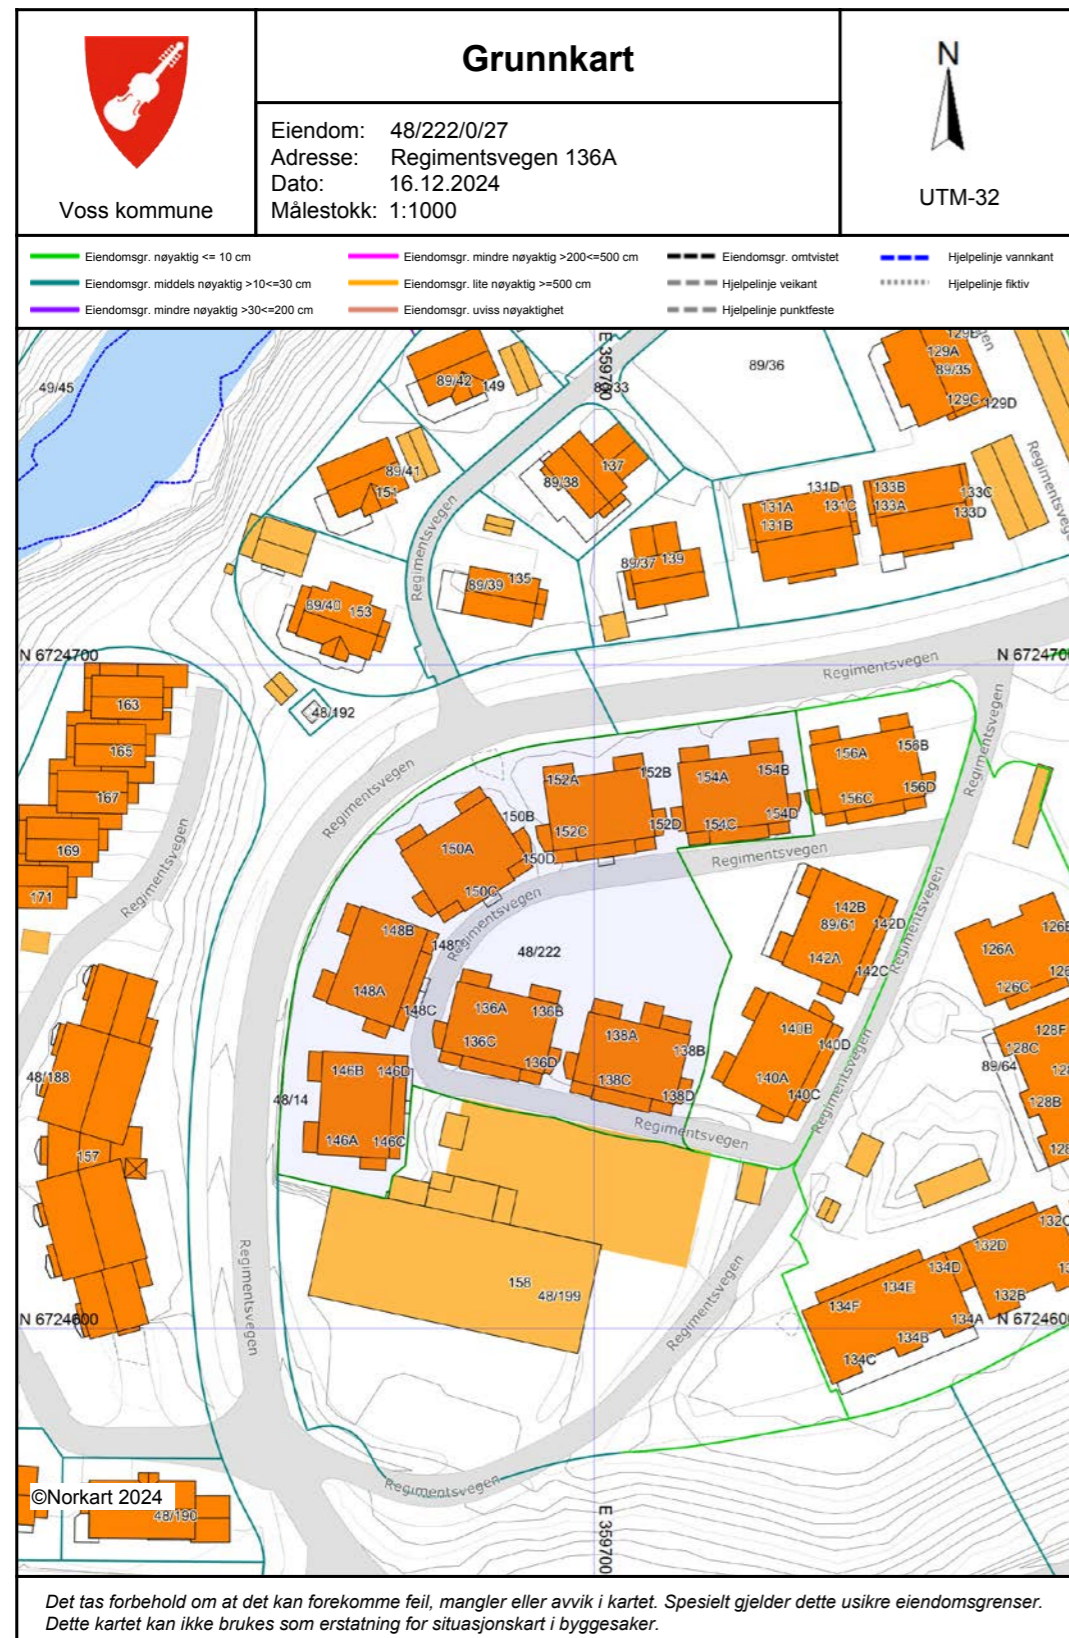 Grunnkart
Voss kommune
Eiendom: 48/222/0/27
Adresse: Regimentsvegen 136A
Dato: 16.12.2024
Målestokk: 1:1000
N
UTM-32
Eiendomsgr. nøyaktig <= 10 cm
Eiendomsgr. middels nøyaktig >10<=30 cm
Eiendomsgr. mindre nøyaktig >30<=200 cm
Eiendomsgr. mindre nøyaktig >200<=500 cm
Eiendomsgr. lite nøyaktig >=500 cm
Eiendomsgr. uviss nøyaktighet
Eiendomsgr. omtvistet
Hjelpelinje veikant
Hjelpelinje punktfeste
Hjelpelinje vannkant
Hjelpelinje fiktiv
49/45
89/42
149
E 359700
89/33
89/36
129B
129A
89/35
129C
129D
89/41
151
89/38
137
131D
131A
131C
131B
133B
133A
133C
133D
Regimentsvegen
Regimentsvegen
89/40
153
89/39
135
89/37
139
N 6724700
N 6724700
Regimentsvegen
163
165
167
169
171
48/192
Regimentsvegen
Regimentsvegen
Regimentsvegen
152A
152B
152C
152D
154A
154B
154C
154D
156A
156B
156C
156D
150B
150A
150D
150C
Regimentsvegen
Regimentsvegen
Regimentsvegen
148B
148A
148C
48/222
142B
89/61
142D
142A
142C
126A
126C
136A
136B
136C
136D
138A
138B
138C
138D
140B
140D
140A
140C
128F
128C
89/64
128B
48/188
146B
146D
48/14
146A
146C
157
Regimentsvegen
Regimentsvegen
Regimentsvegen
158
48/199
Regimentsvegen
132C
132D
132B
134D
134E
134F
134A
134B
134C
N 6724600
N 6724600
Regimentsvegen
E 359700
©Norkart 2024
48/190
Det tas forbehold om at det kan forekomme feil, mangler eller avvik i kartet. Spesielt gjelder dette usikre eiendomsgrenser.
Dette kartet kan ikke brukes som erstatning for situasjonskart i byggesaker.